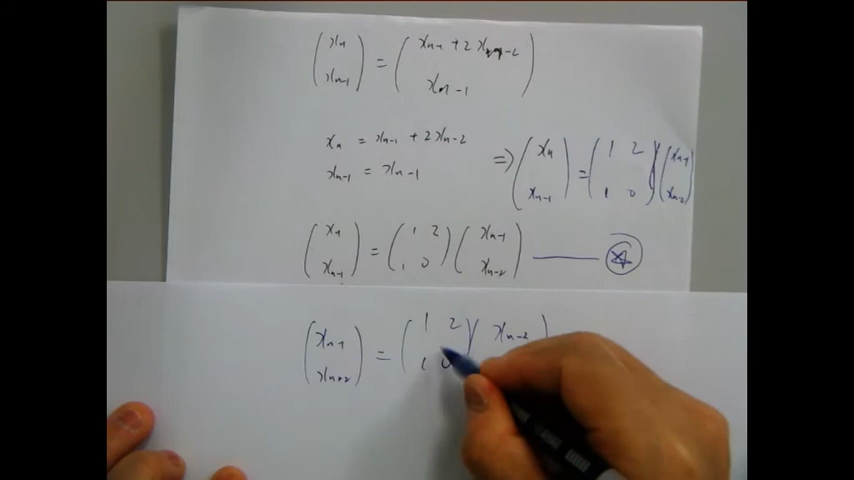 (xₙ / xₙ₋₁) = (xₙ₋₁ + 2xₙ₋₂ / xₙ₋₁)
xₙ = xₙ₋₁ + 2xₙ₋₂
xₙ₋₁ = xₙ₋₁
⇒ (xₙ / xₙ₋₁) = (1 2 / 1 0)(xₙ₋₁ / xₙ₋₂)
(xₙ / xₙ₋₁) = (1 2 / 1 0)(xₙ₋₁ / xₙ₋₂) —— ⊛
(xₙ₋₁ / xₙ₋₂) = (1 2 / 1 0)(xₙ₋₂